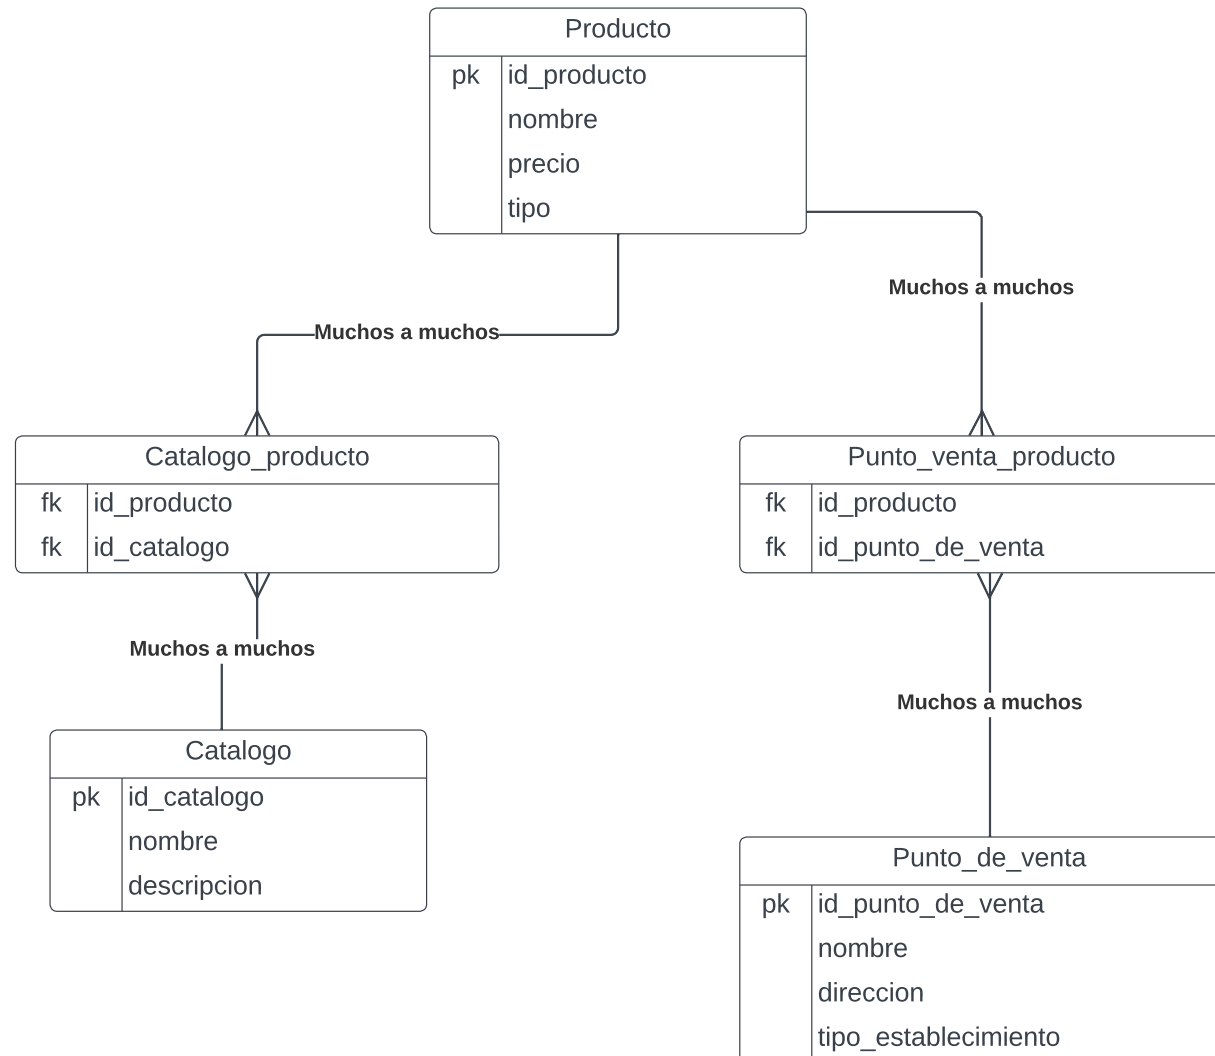 Producto
pk id_producto
nombre
precio
tipo
Muchos a muchos
Muchos a muchos
Catalogo_producto
fk id_producto
fk id_catalogo
Punto_venta_producto
fk id_producto
fk id_punto_de_venta
Muchos a muchos
Muchos a muchos
Catalogo
pk id_catalogo
nombre
descripcion
Punto_de_venta
pk id_punto_de_venta
nombre
direccion
tipo_establecimiento